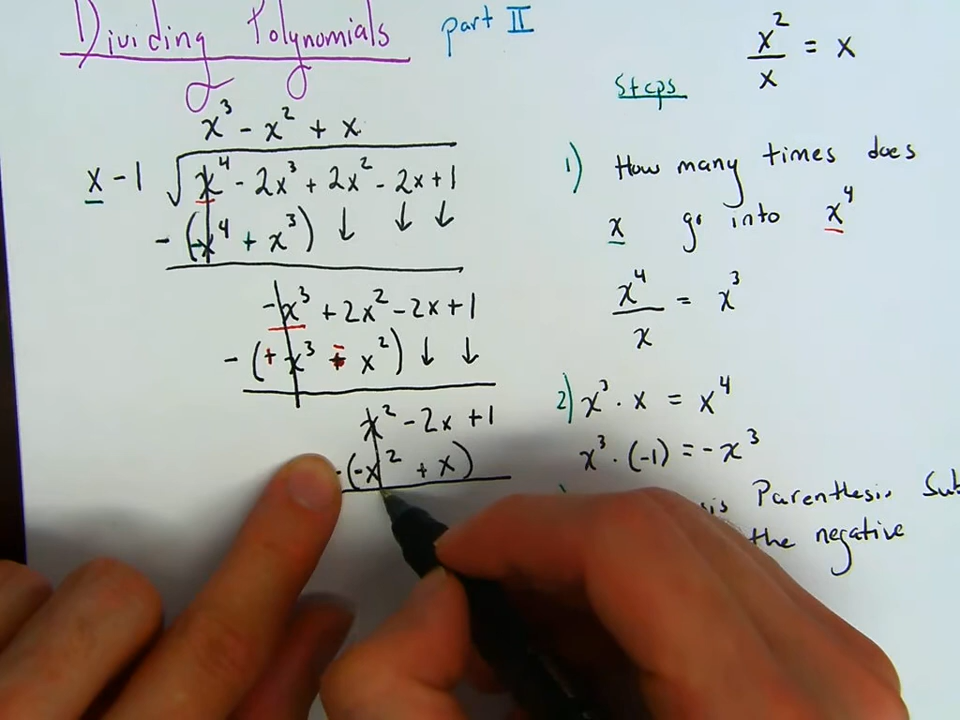 Dividing Polynomials part II
x² / x = x
x³ - x² + x
x - 1 √ x⁴ - 2x³ + 2x² - 2x + 1
- (-x⁴ + x³) ↓ ↓ ↓
-x³ + 2x² - 2x + 1
- (+ x³ - x²) ↓ ↓
x² - 2x + 1
-(-x² + x)
Steps
1) How many times does
x go into x⁴
x⁴ / x = x³
2) x³ · x = x⁴
x³ · (-1) = -x³
Parenthesis
the negative